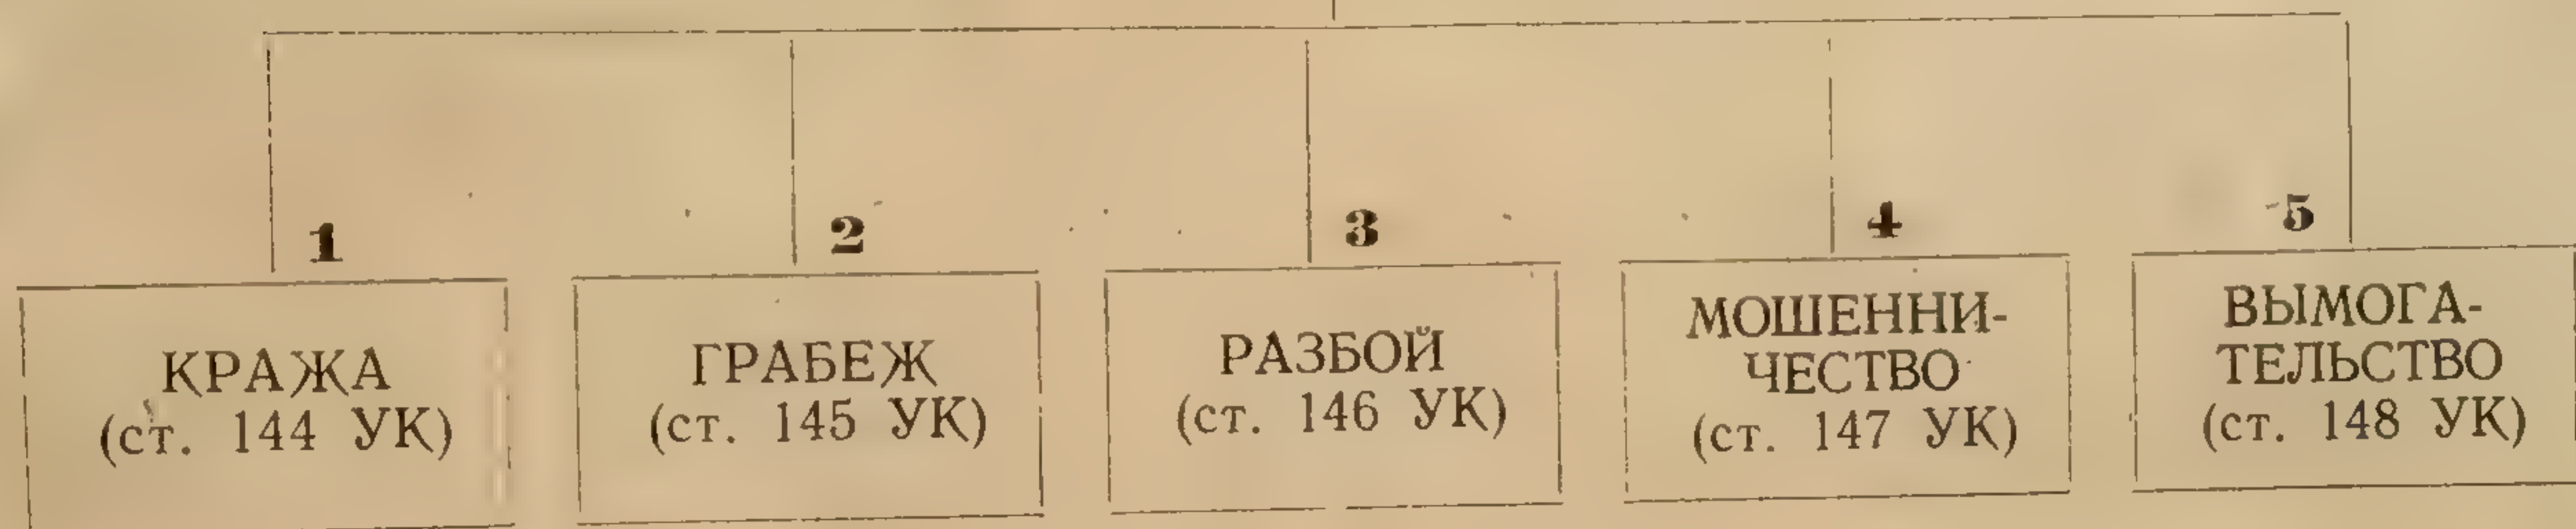 1
КРАЖА
(ст. 144 УК)
2
ГРАБЕЖ
(ст. 145 УК)
3
РАЗБОЙ
(ст. 146 УК)
4
МОШЕННИ-
ЧЕСТВО
(ст. 147 УК)
5
ВЫМОГА-
ТЕЛЬСТВО
(ст. 148 УК)